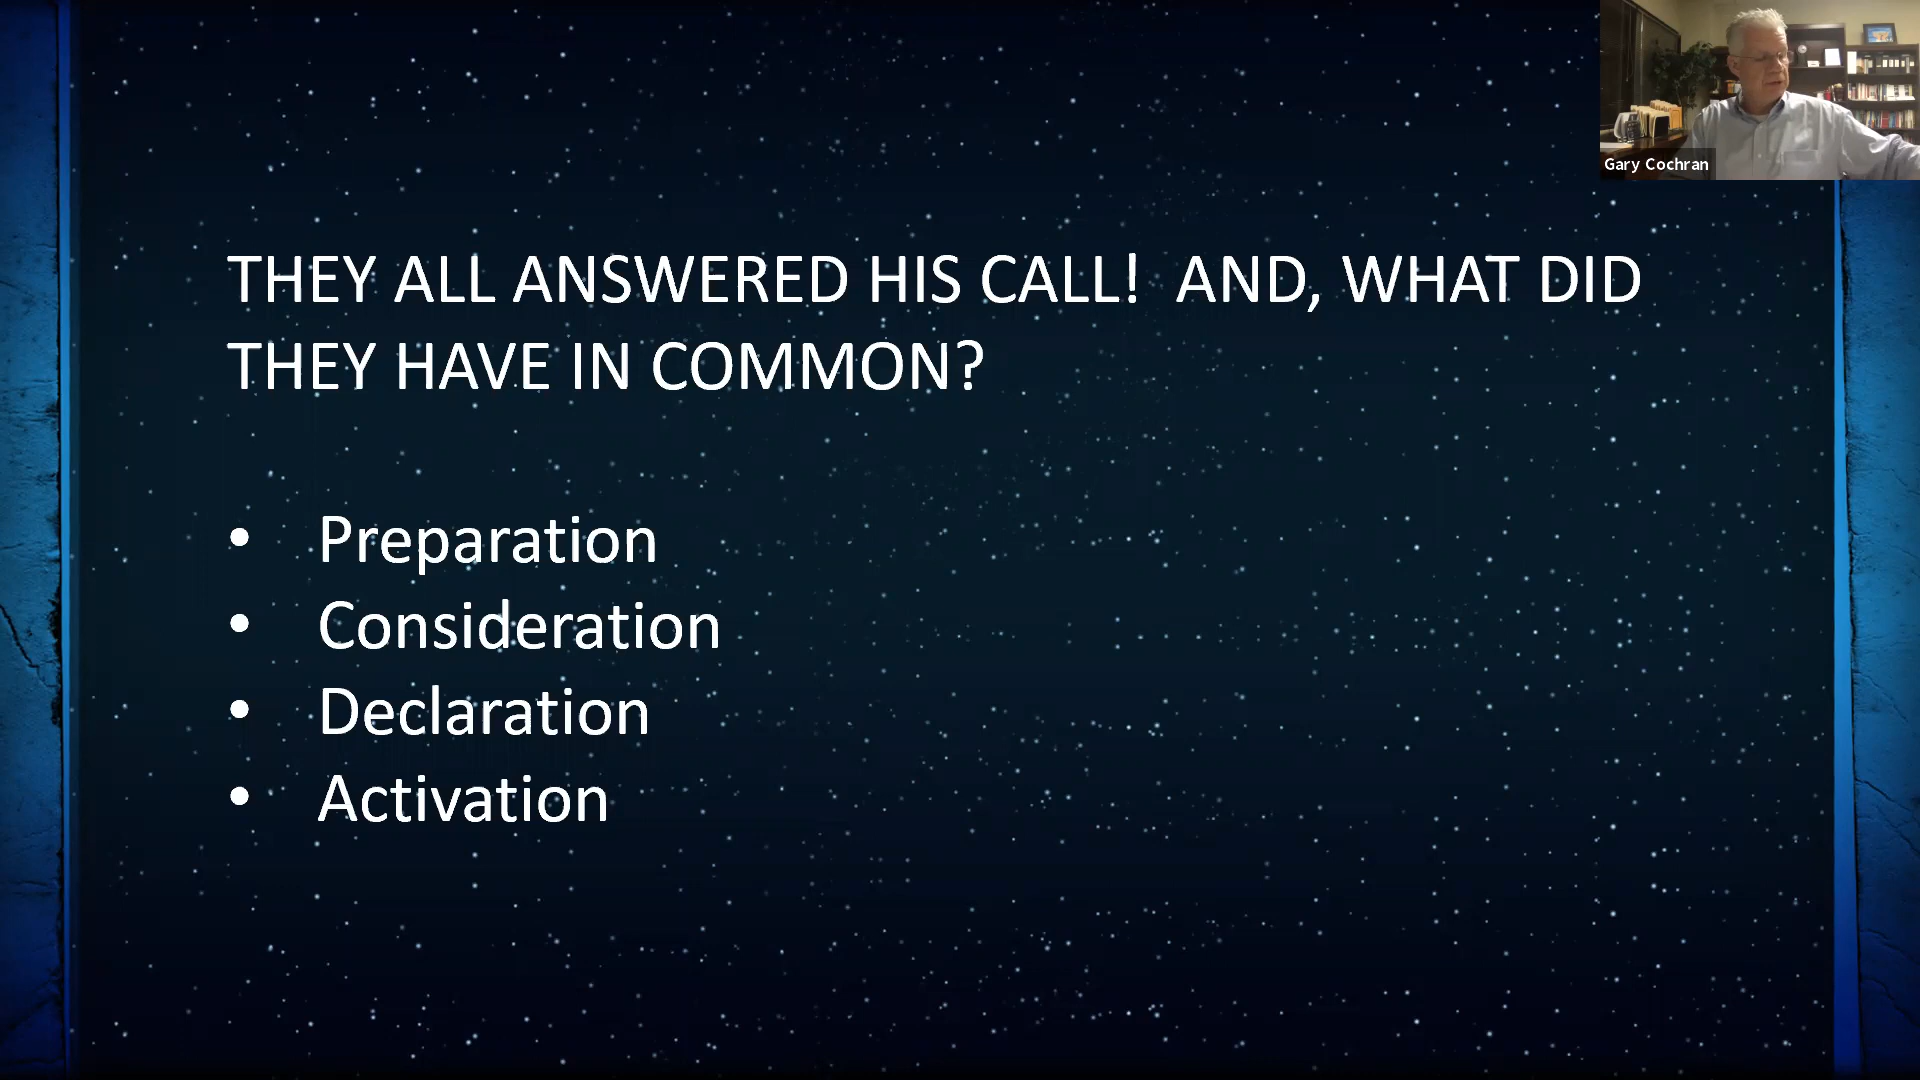 Gary Cochran
THEY ALL ANSWERED HIS CALL!  AND, WHAT DID
THEY HAVE IN COMMON?
• Preparation
• Consideration
• Declaration
• Activation